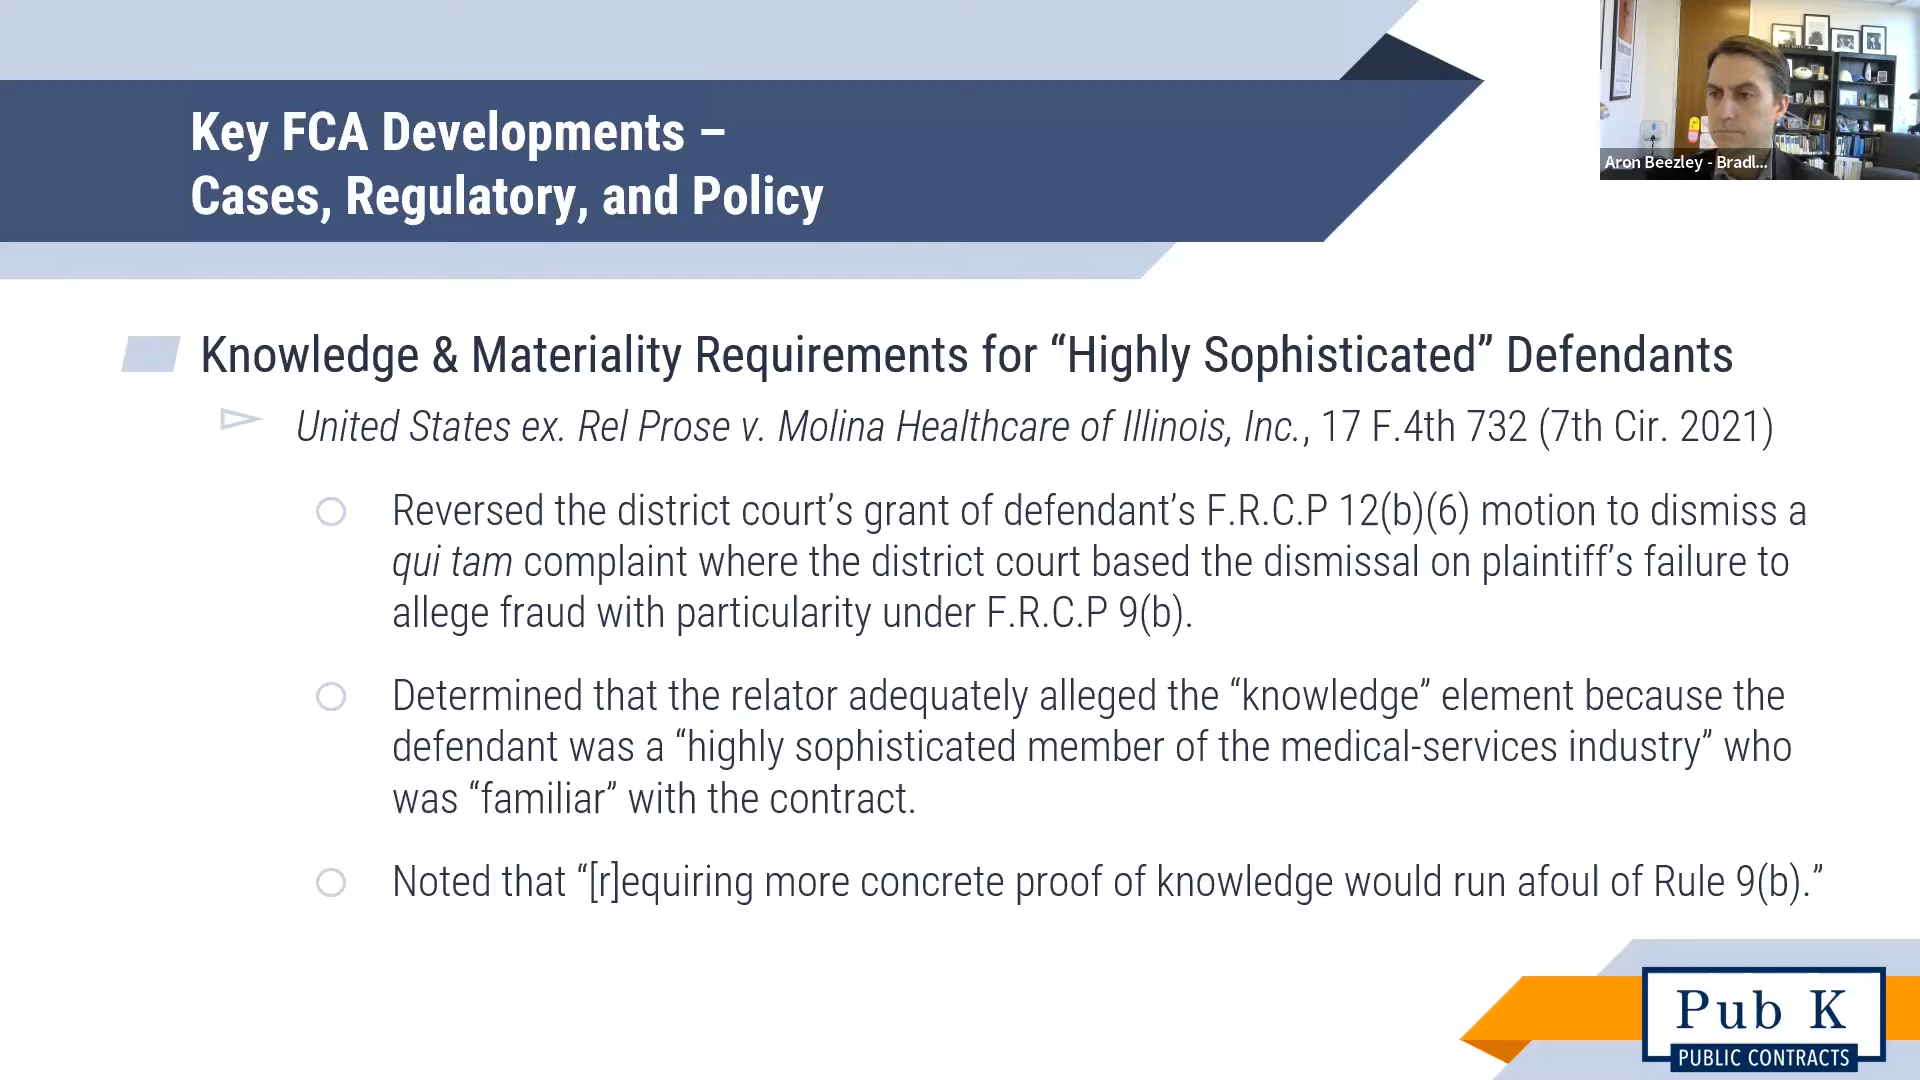 Key FCA Developments –
Cases, Regulatory, and Policy
Aron Beezley - Bradl...
Knowledge & Materiality Requirements for “Highly Sophisticated” Defendants
United States ex. Rel Prose v. Molina Healthcare of Illinois, Inc., 17 F.4th 732 (7th Cir. 2021)
Reversed the district court’s grant of defendant’s F.R.C.P 12(b)(6) motion to dismiss a
qui tam complaint where the district court based the dismissal on plaintiff’s failure to
allege fraud with particularity under F.R.C.P 9(b).
Determined that the relator adequately alleged the “knowledge” element because the
defendant was a “highly sophisticated member of the medical-services industry” who
was “familiar” with the contract.
Noted that “[r]equiring more concrete proof of knowledge would run afoul of Rule 9(b).”
Pub K
PUBLIC CONTRACTS